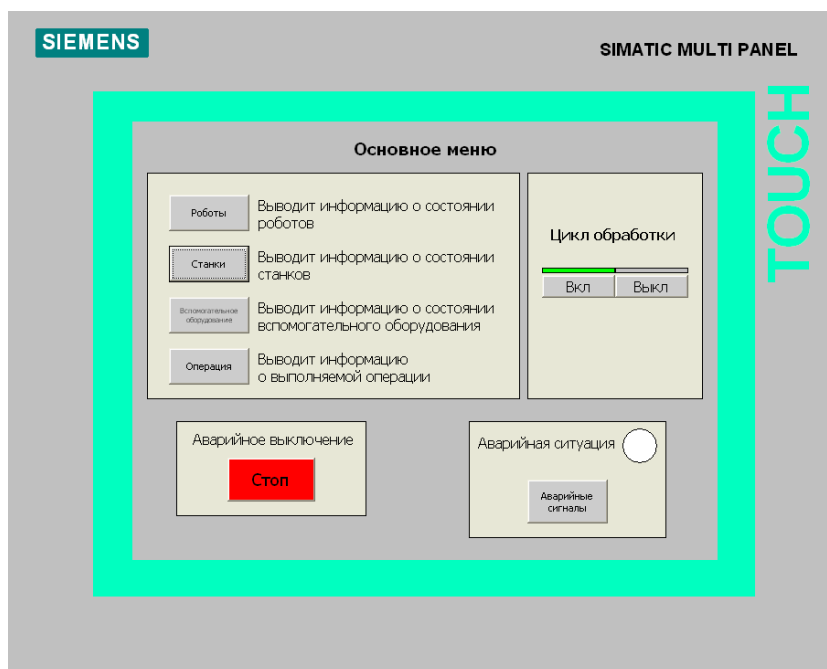 SIEMENS
SIMATIC MULTI PANEL
TOUCH
Основное меню
Роботы
Выводит информацию о состоянии
роботов
Станки
Выводит информацию о состоянии
станков
Вспомогательное
оборудование
Выводит информацию о состоянии
вспомогательного оборудования
Операция
Выводит информацию
о выполняемой операции
Цикл обработки
Вкл
Выкл
Аварийное выключение
Стоп
Аварийная ситуация
Аварийные
сигналы